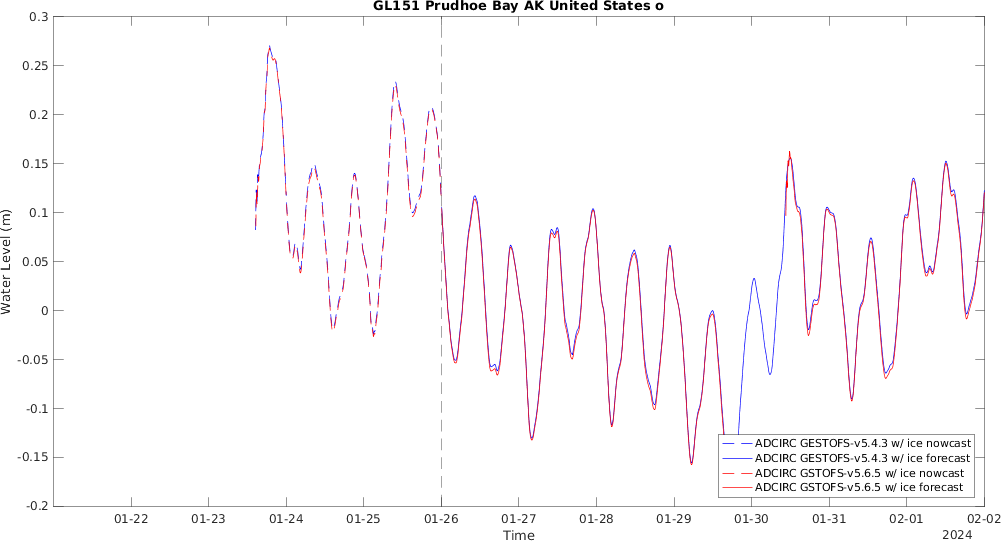 GL151 Prudhoe Bay AK United States o
0.3
0.25
0.2
0.15
0.1
0.05
0
-0.05
-0.1
-0.15
-0.2
Water Level (m)
ADCIRC GESTOFS-v5.4.3 w/ ice nowcast
ADCIRC GESTOFS-v5.4.3 w/ ice forecast
ADCIRC GSTOFS-v5.6.5 w/ ice nowcast
ADCIRC GSTOFS-v5.6.5 w/ ice forecast
01-22 01-23 01-24 01-25 01-26 01-27 01-28 01-29 01-30 01-31 02-01 02-02
Time
2024